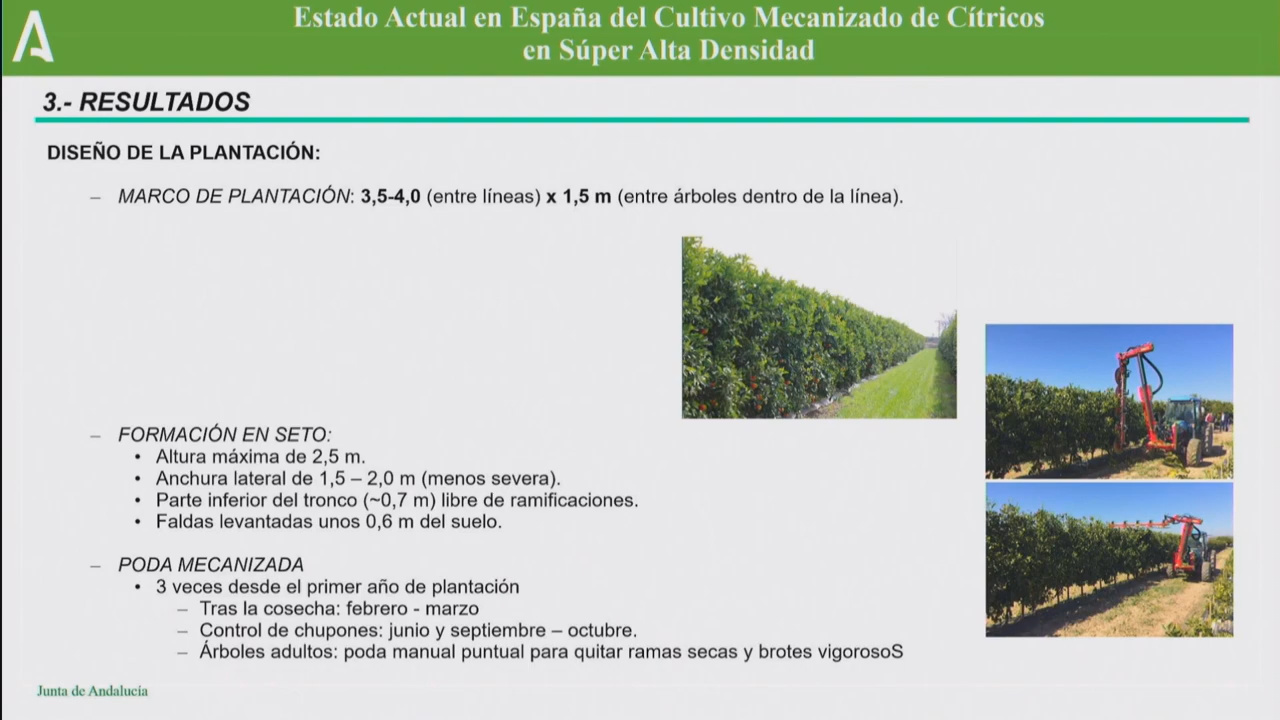 Estado Actual en España del Cultivo Mecanizado de Cítricos
en Súper Alta Densidad
3.- RESULTADOS
DISEÑO DE LA PLANTACIÓN:
– MARCO DE PLANTACIÓN: 3,5-4,0 (entre líneas) x 1,5 m (entre árboles dentro de la línea).
– FORMACIÓN EN SETO:
• Altura máxima de 2,5 m.
• Anchura lateral de 1,5 – 2,0 m (menos severa).
• Parte inferior del tronco (~0,7 m) libre de ramificaciones.
• Faldas levantadas unos 0,6 m del suelo.
– PODA MECANIZADA
• 3 veces desde el primer año de plantación
– Tras la cosecha: febrero - marzo
– Control de chupones: junio y septiembre – octubre.
– Árboles adultos: poda manual puntual para quitar ramas secas y brotes vigorosoS
Junta de Andalucía